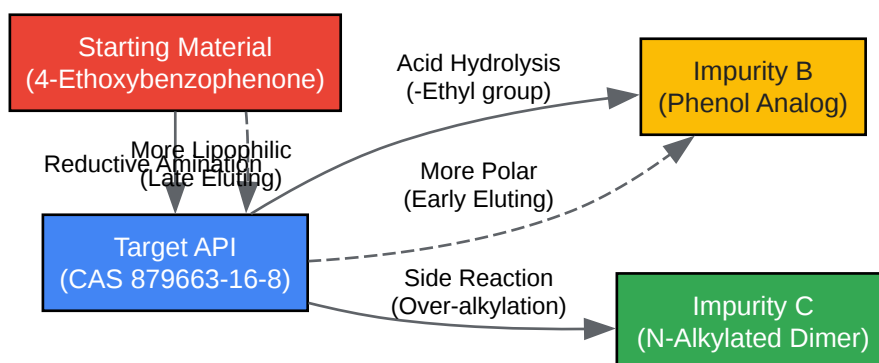 Starting Material
(4-Ethoxybenzophenone)
Acid Hydrolysis
(-Ethyl group)
Impurity B
(Phenol Analog)
More Lipophilic
(Late Eluting)
Reductive Amination
More Polar
(Early Eluting)
Target API
(CAS 879663-16-8)
Side Reaction
(Over-alkylation)
Impurity C
(N-Alkylated Dimer)